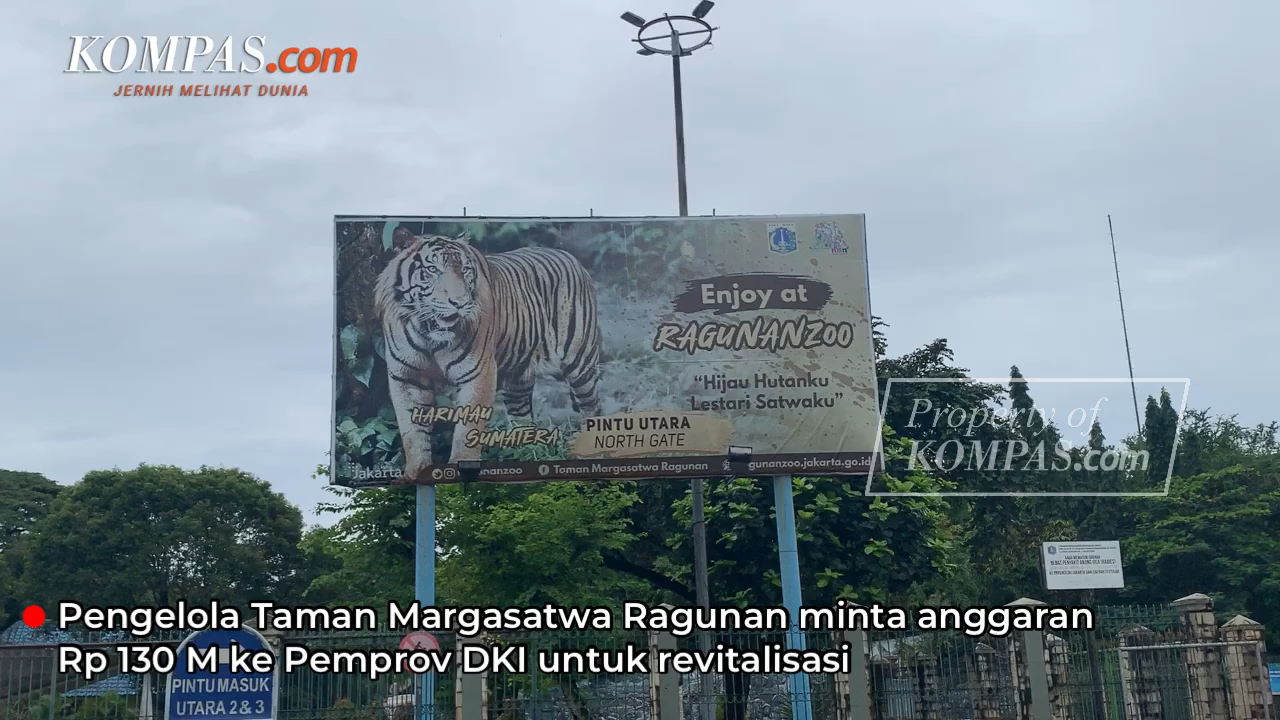 KOMPAS.com
JERNIH MELIHAT DUNIA
Enjoy at
RAGUNANZOO
“Hijau Hutanku
Lestari Satwaku”
HARIMAU
SUMATERA
PINTU UTARA
NORTH GATE
jakarta
Taman Margasatwa Ragunan
Property of
KOMPAS.com
Pengelola Taman Margasatwa Ragunan minta anggaran
Rp 130 M ke Pemprov DKI untuk revitalisasi
PINTU MASUK
UTARA 2 & 3